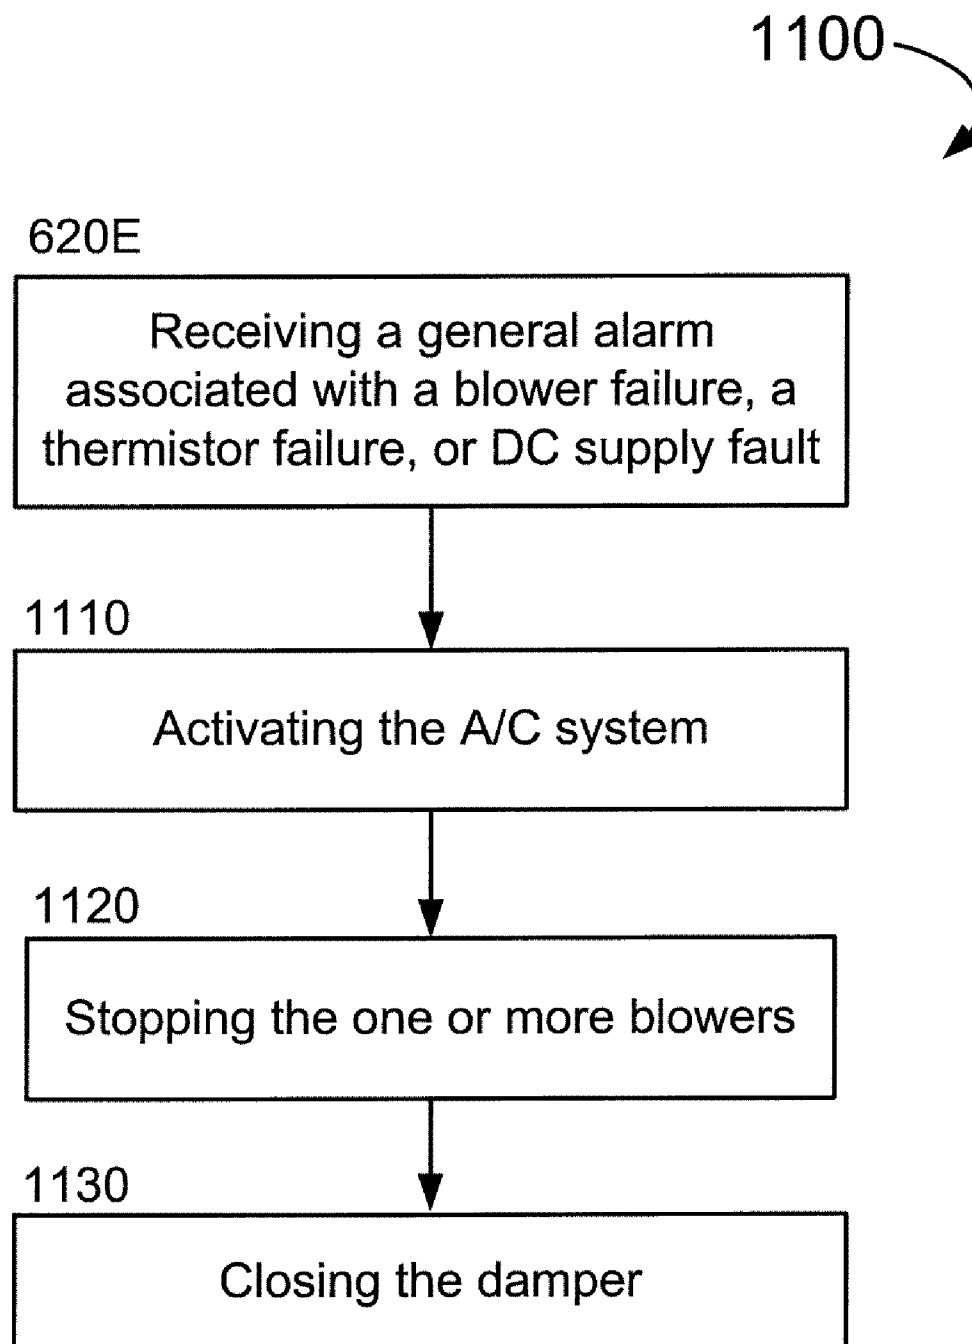 1100
620E
Receiving a general alarm
associated with a blower failure, a
thermistor failure, or DC supply fault
1110
Activating the A/C system
1120
Stopping the one or more blowers
1130
Closing the damper